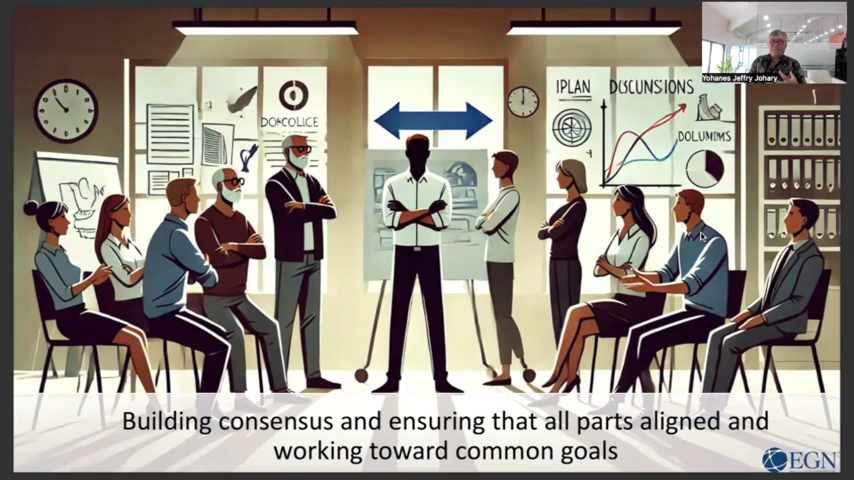 Yohanes Jeffry Johary
IPLAN
DISCUNSIONS
DOACOLICE
DOLUMMS
Building consensus and ensuring that all parts aligned and
working toward common goals
EGN